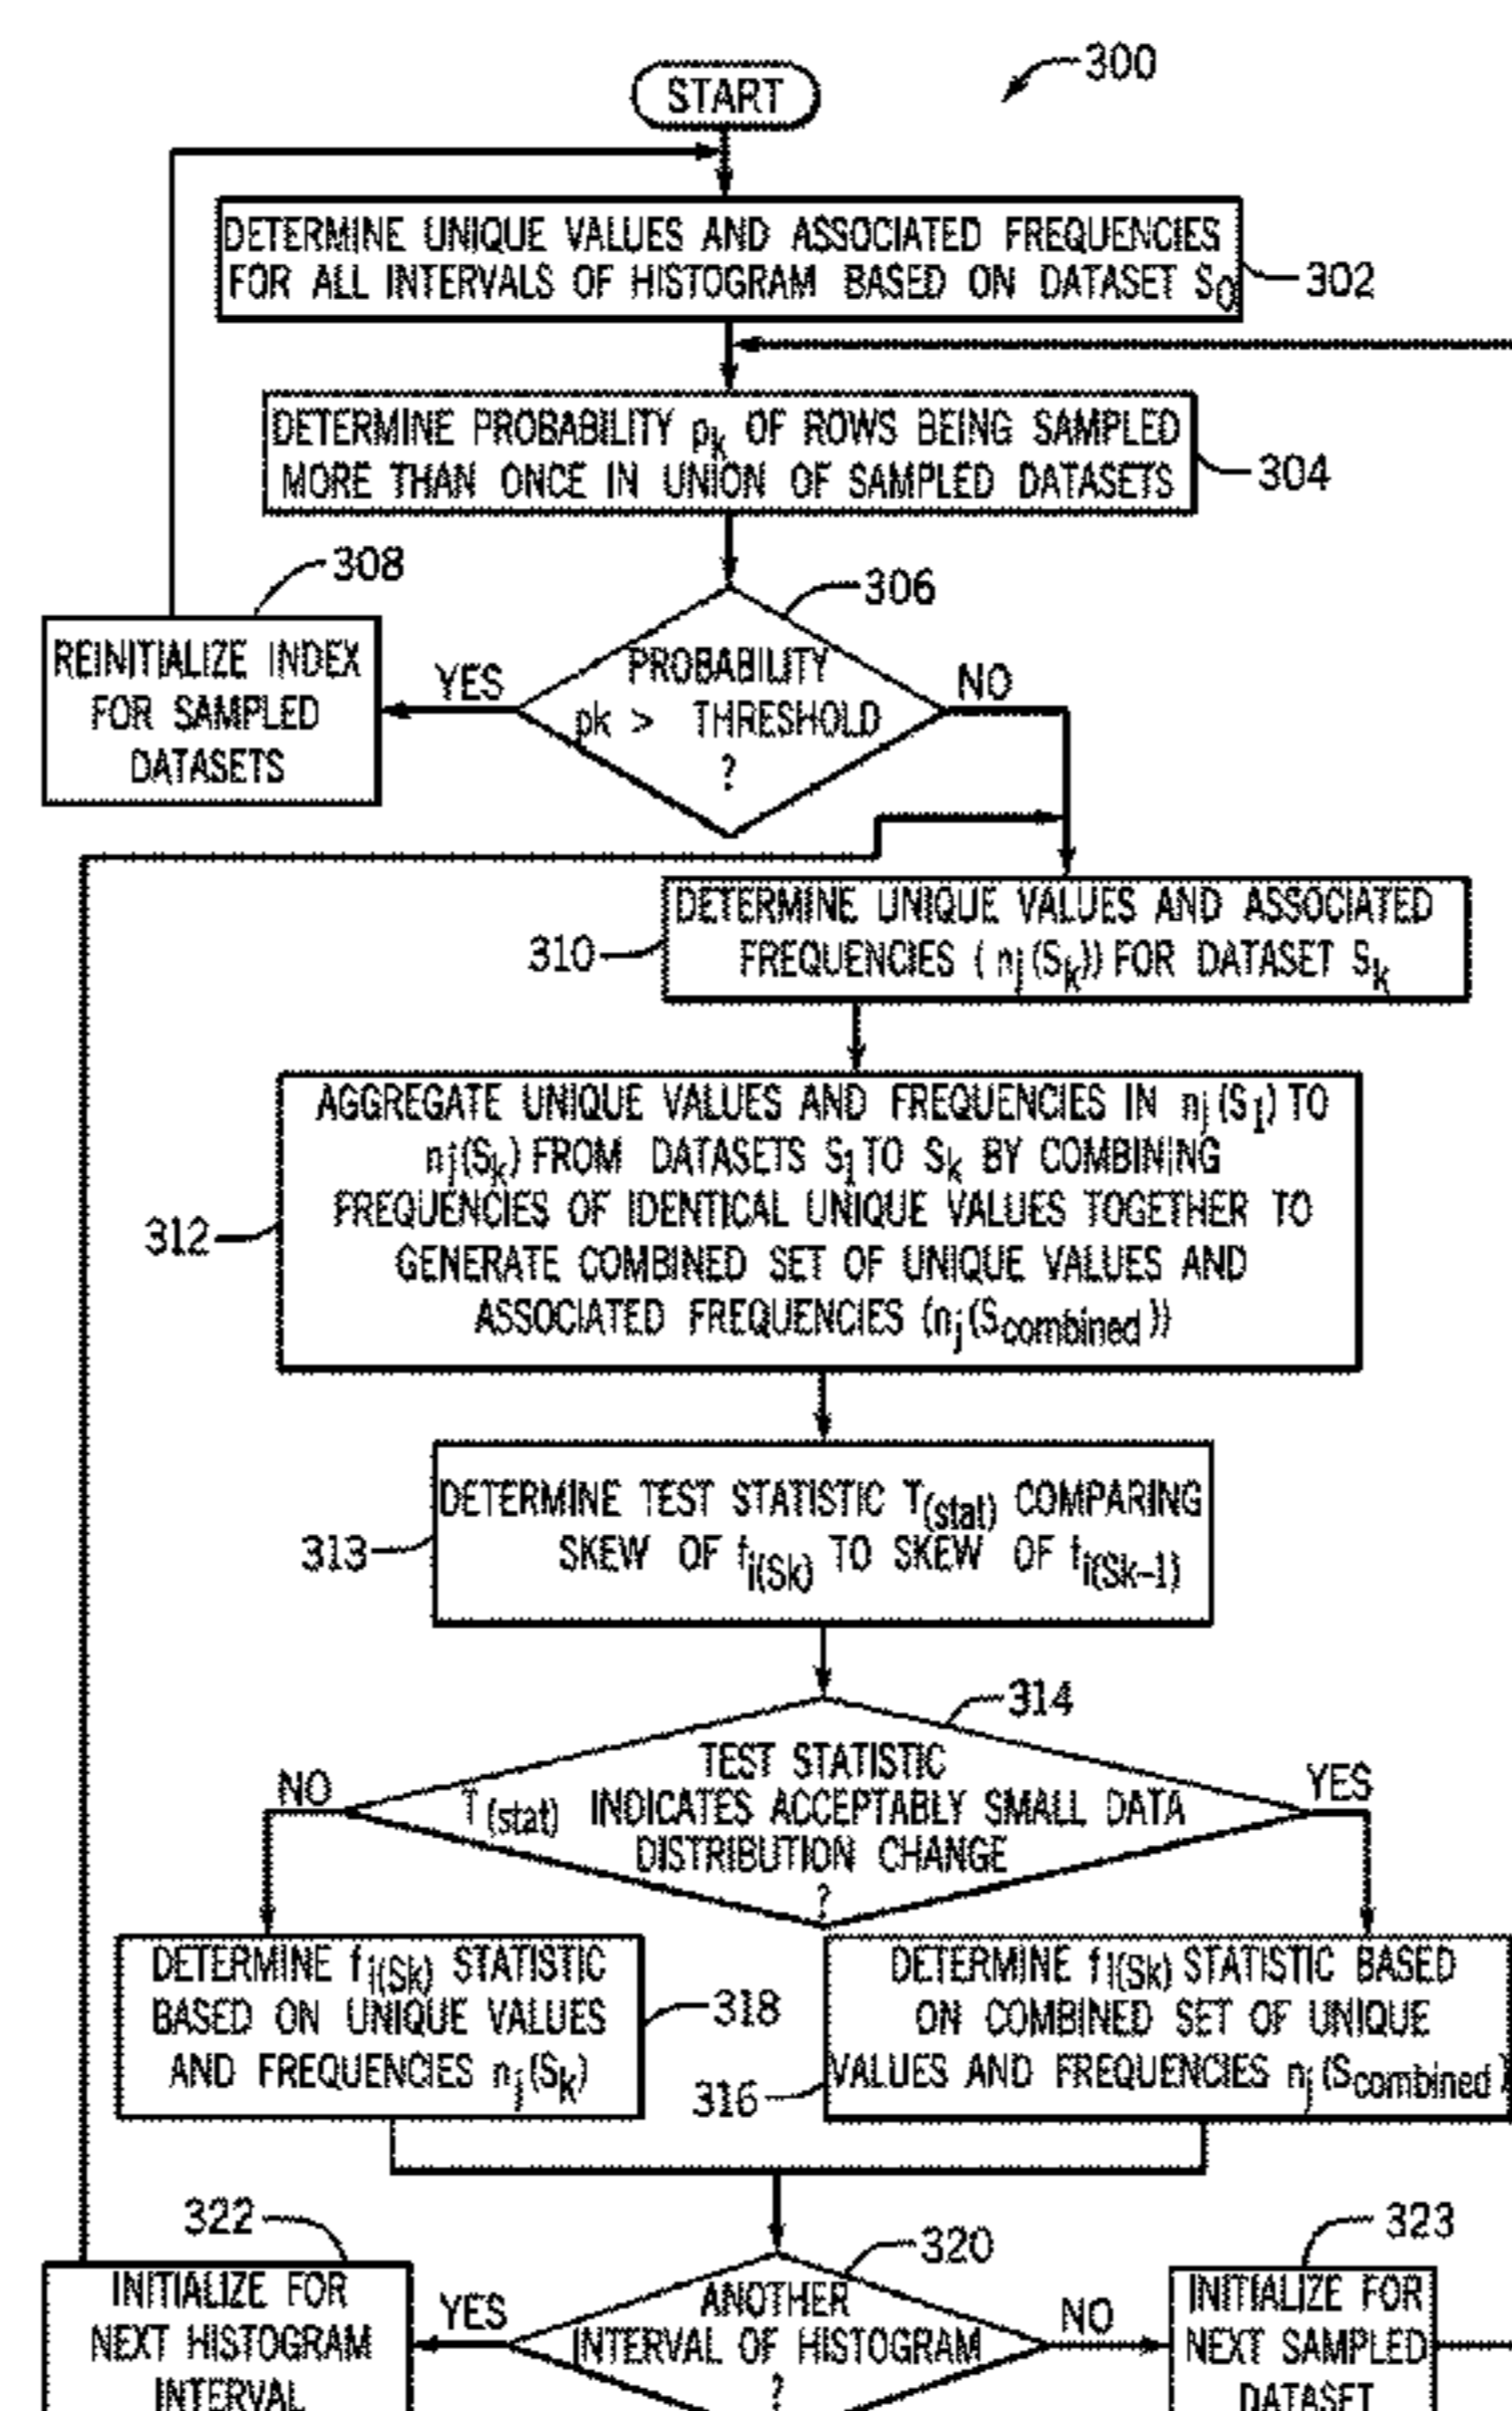 300
START
DETERMINE UNIQUE VALUES AND ASSOCIATED FREQUENCIES
FOR ALL INTERVALS OF HISTOGRAM BASED ON DATASET S0
302
DETERMINE PROBABILITY pk OF ROWS BEING SAMPLED
MORE THAN ONCE IN UNION OF SAMPLED DATASETS
304
308
306
REINITIALIZE INDEX
FOR SAMPLED
DATASETS
YES
PROBABILITY
pk > THRESHOLD
?
NO
310
DETERMINE UNIQUE VALUES AND ASSOCIATED
FREQUENCIES (nj(Sk)) FOR DATASET Sk
312
AGGREGATE UNIQUE VALUES AND FREQUENCIES IN nj(S1) TO
nj(Sk) FROM DATASETS S1 TO Sk BY COMBINING
FREQUENCIES OF IDENTICAL UNIQUE VALUES TOGETHER TO
GENERATE COMBINED SET OF UNIQUE VALUES AND
ASSOCIATED FREQUENCIES (nj(Scombined))
313
DETERMINE TEST STATISTIC T(stat) COMPARING
SKEW OF fi(Sk) TO SKEW OF fi(Sk-1)
314
NO
TEST STATISTIC
T(stat) INDICATES ACCEPTABLY SMALL DATA
DISTRIBUTION CHANGE
?
YES
DETERMINE fi(Sk) STATISTIC
BASED ON UNIQUE VALUES
AND FREQUENCIES nj(Sk)
318
316
DETERMINE fi(Sk) STATISTIC BASED
ON COMBINED SET OF UNIQUE
VALUES AND FREQUENCIES nj(Scombined)
322
320
323
INITIALIZE FOR
NEXT HISTOGRAM
INTERVAL
YES
ANOTHER
INTERVAL OF HISTOGRAM
?
NO
INITIALIZE FOR
NEXT SAMPLED
DATASET